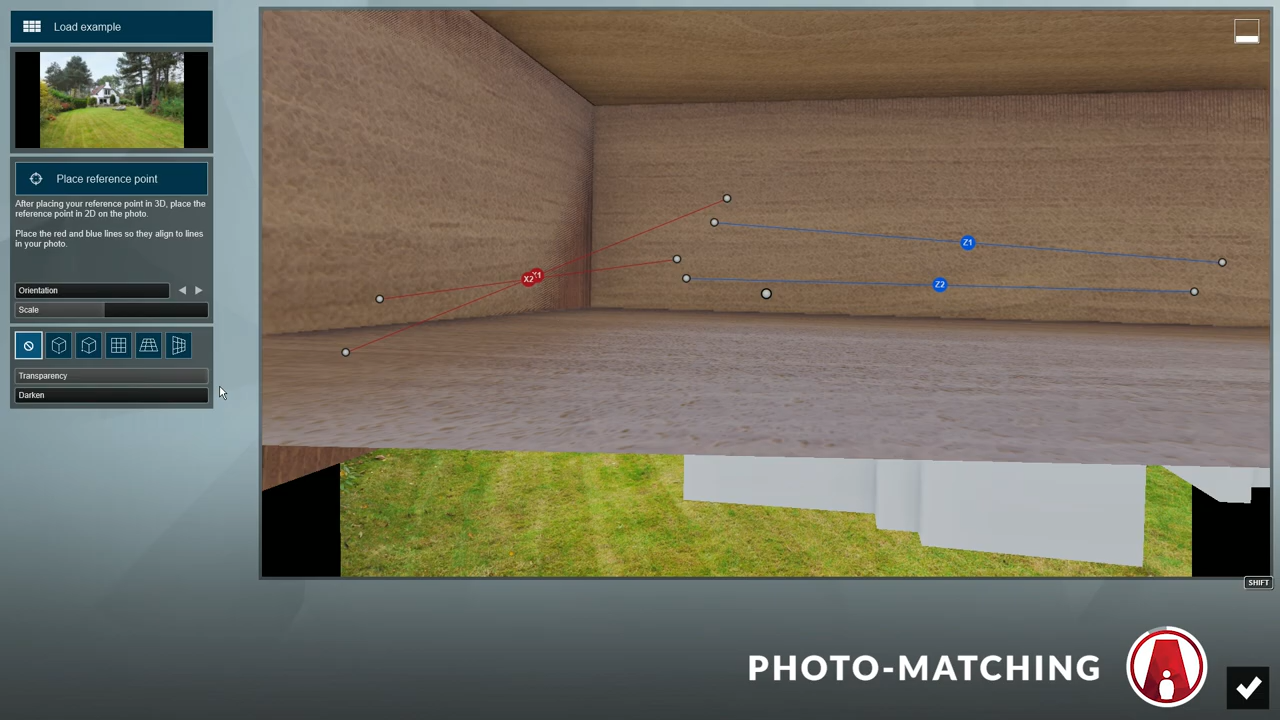 Load example
Place reference point
After placing your reference point in 3D, place the
reference point in 2D on the photo.
Place the red and blue lines so they align to lines
in your photo.
Orientation
Scale
Transparency
Darken
Z1
X1
X2
Z2
SHIFT
PHOTO-MATCHING